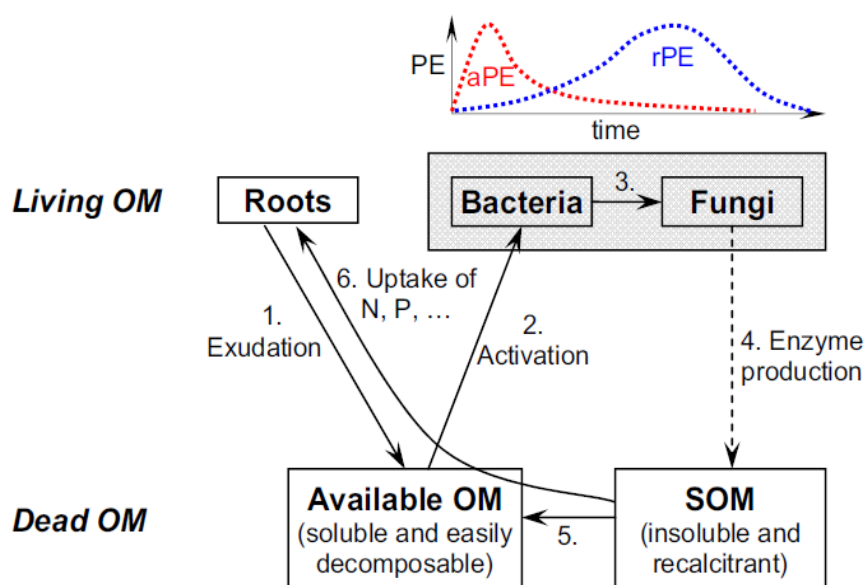 PE
aPE
rPE
time
Living OM
Roots
Bacteria
3.
Fungi
6. Uptake of
N, P, ...
1.
Exudation
2.
Activation
4. Enzyme
production
Dead OM
Available OM
(soluble and easily
decomposable)
5.
SOM
(insoluble and
recalcitrant)